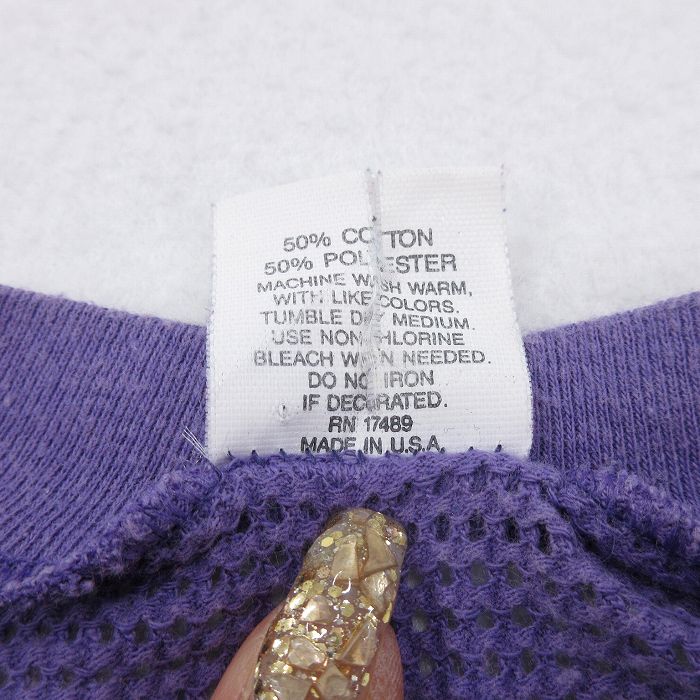 50% COTTON
50% POLYESTER
MACHINE WASH WARM,
WITH LIKE COLORS.
TUMBLE DRY MEDIUM.
USE NON CHLORINE
BLEACH WHEN NEEDED.
DO NOT IRON
IF DECORATED.
RN 17489
MADE IN U.S.A.